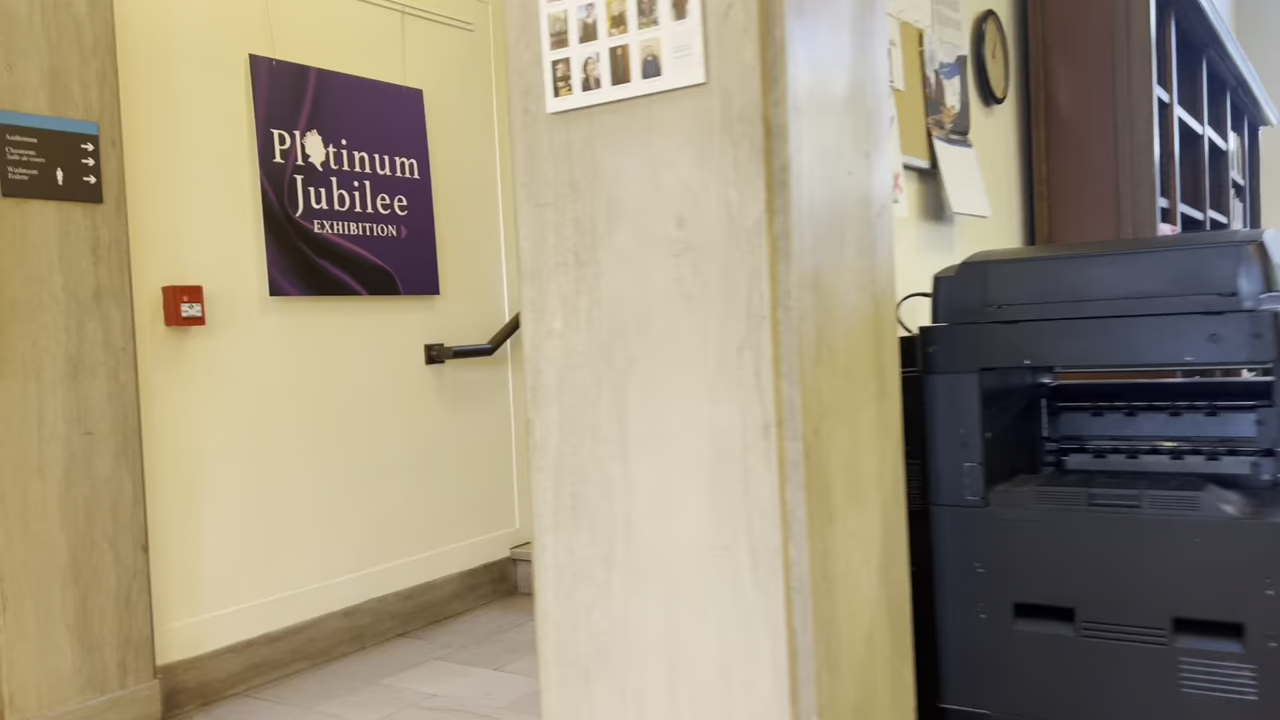 Auditorium
Classrooms
Salle de cours
Washroom
Toilette
Platinum
Jubilee
EXHIBITION